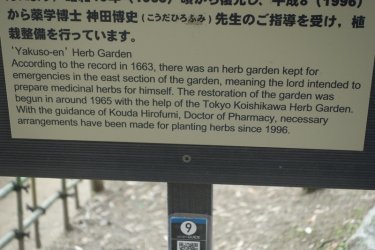 から薬学博士 神田博史(こうだひろふみ)先生のご指導を受け，植
栽整備を行っています。
'Yakuso-en' Herb Garden
According to the record in 1663, there was an herb garden kept for
emergencies in the east section of the garden, meaning the lord intended to
prepare medicinal herbs for himself. The restoration of the garden was
begun in around 1965 with the help of the Tokyo Koishikawa Herb Garden.
With the guidance of Kouda Hirofumi, Doctor of Pharmacy, necessary
arrangements have been made for planting herbs since 1996.
9